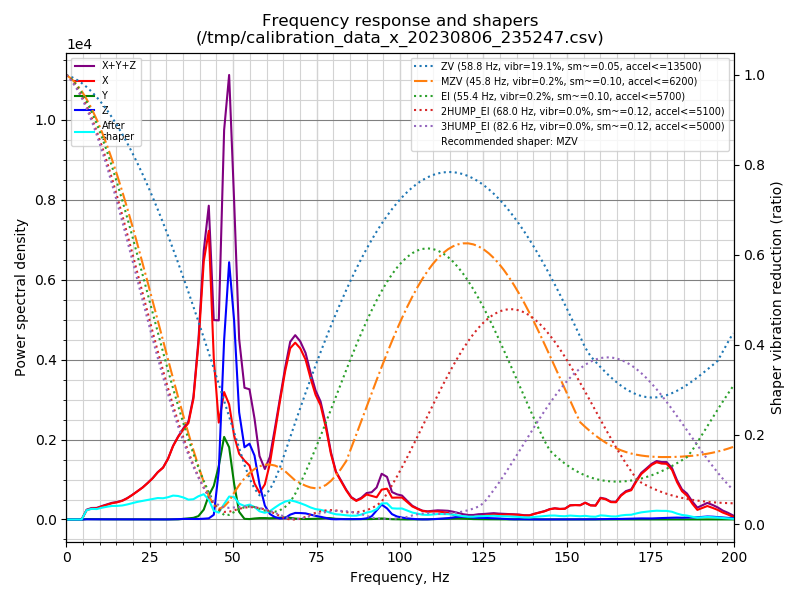 Frequency response and shapers
(/tmp/calibration_data_x_20230806_235247.csv)
1e4
X+Y+Z
X
Y
Z
After
shaper
ZV (58.8 Hz, vibr=19.1%, sm~=0.05, accel<=13500)
MZV (45.8 Hz, vibr=0.2%, sm~=0.10, accel<=6200)
EI (55.4 Hz, vibr=0.2%, sm~=0.10, accel<=5700)
2HUMP_EI (68.0 Hz, vibr=0.0%, sm~=0.12, accel<=5100)
3HUMP_EI (82.6 Hz, vibr=0.0%, sm~=0.12, accel<=5000)
Recommended shaper: MZV
Power spectral density
1.0
0.8
0.6
0.4
0.2
0.0
1.0
0.8
0.6
0.4
0.2
0.0
Shaper vibration reduction (ratio)
0 25 50 75 100 125 150 175 200
Frequency, Hz